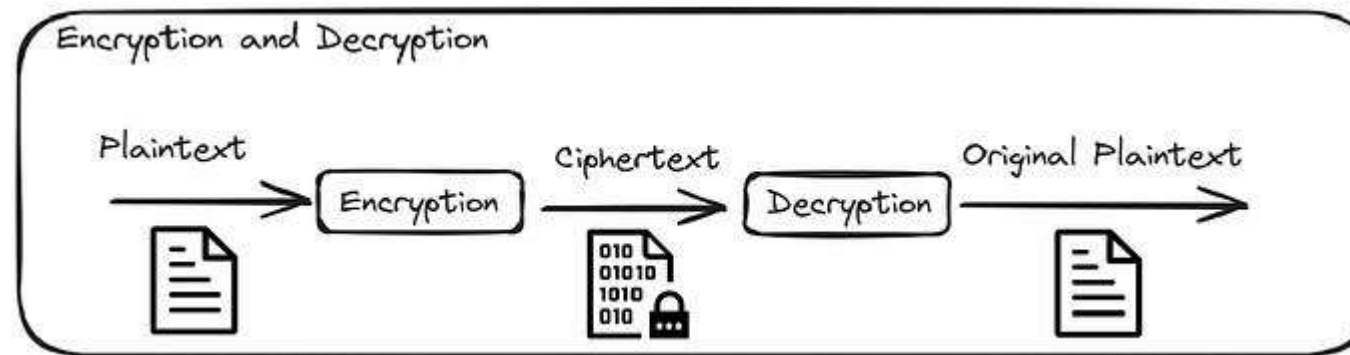 Encryption and Decryption
Plaintext
Ciphertext
Original Plaintext
Encryption
Decryption
010
01010
1010
010